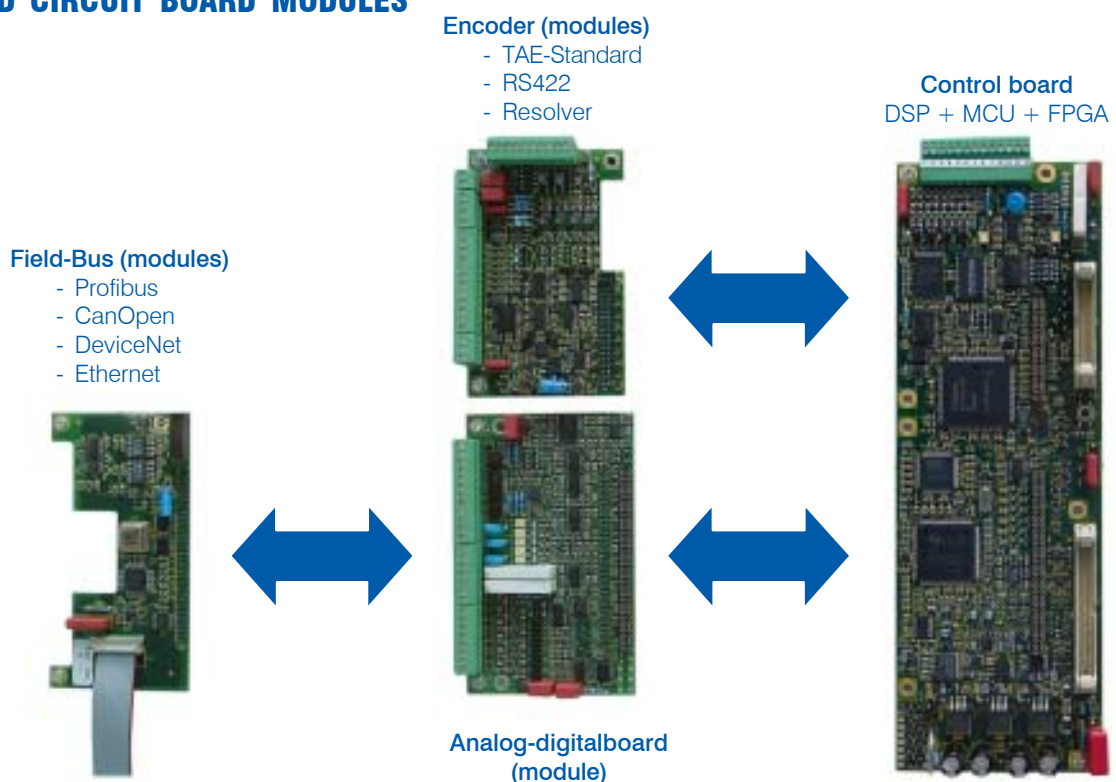 CIRCUIT BOARD MODULES
Encoder (modules)
- TAE-Standard
- RS422
- Resolver
Control board
DSP + MCU + FPGA
Field-Bus (modules)
- Profibus
- CanOpen
- DeviceNet
- Ethernet
Analog-digitalboard
(module)